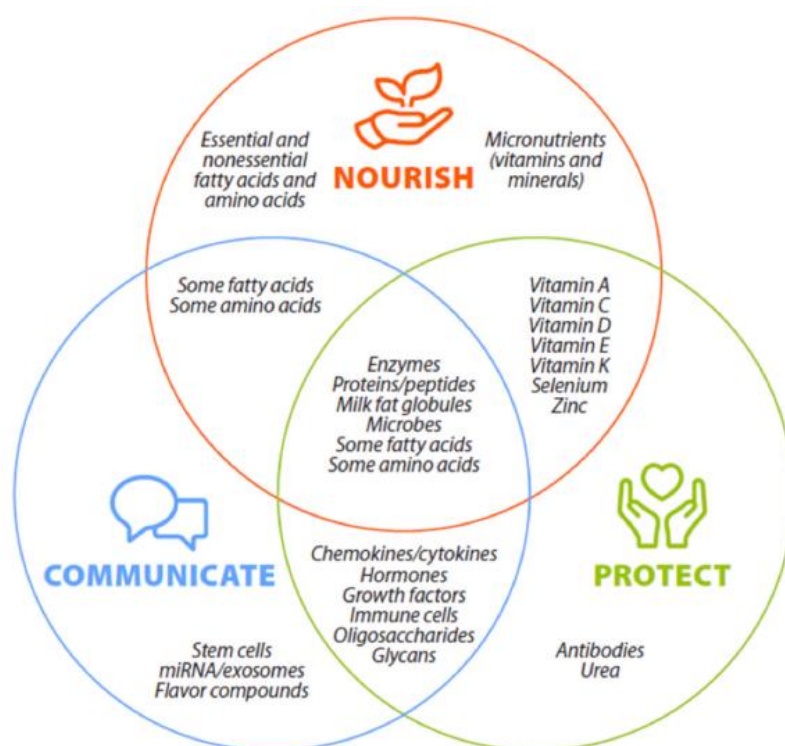 Essential and
nonessential
fatty acids and
amino acids
NOURISH
Micronutrients
(vitamins and
minerals)
Some fatty acids
Some amino acids
Vitamin A
Vitamin C
Vitamin D
Vitamin E
Vitamin K
Selenium
Zinc
Enzymes
Proteins/peptides
Milk fat globules
Microbes
Some fatty acids
Some amino acids
COMMUNICATE
Chemokines/cytokines
Hormones
Growth factors
Immune cells
Oligosaccharides
Glycans
PROTECT
Stem cells
miRNA/exosomes
Flavor compounds
Antibodies
Urea